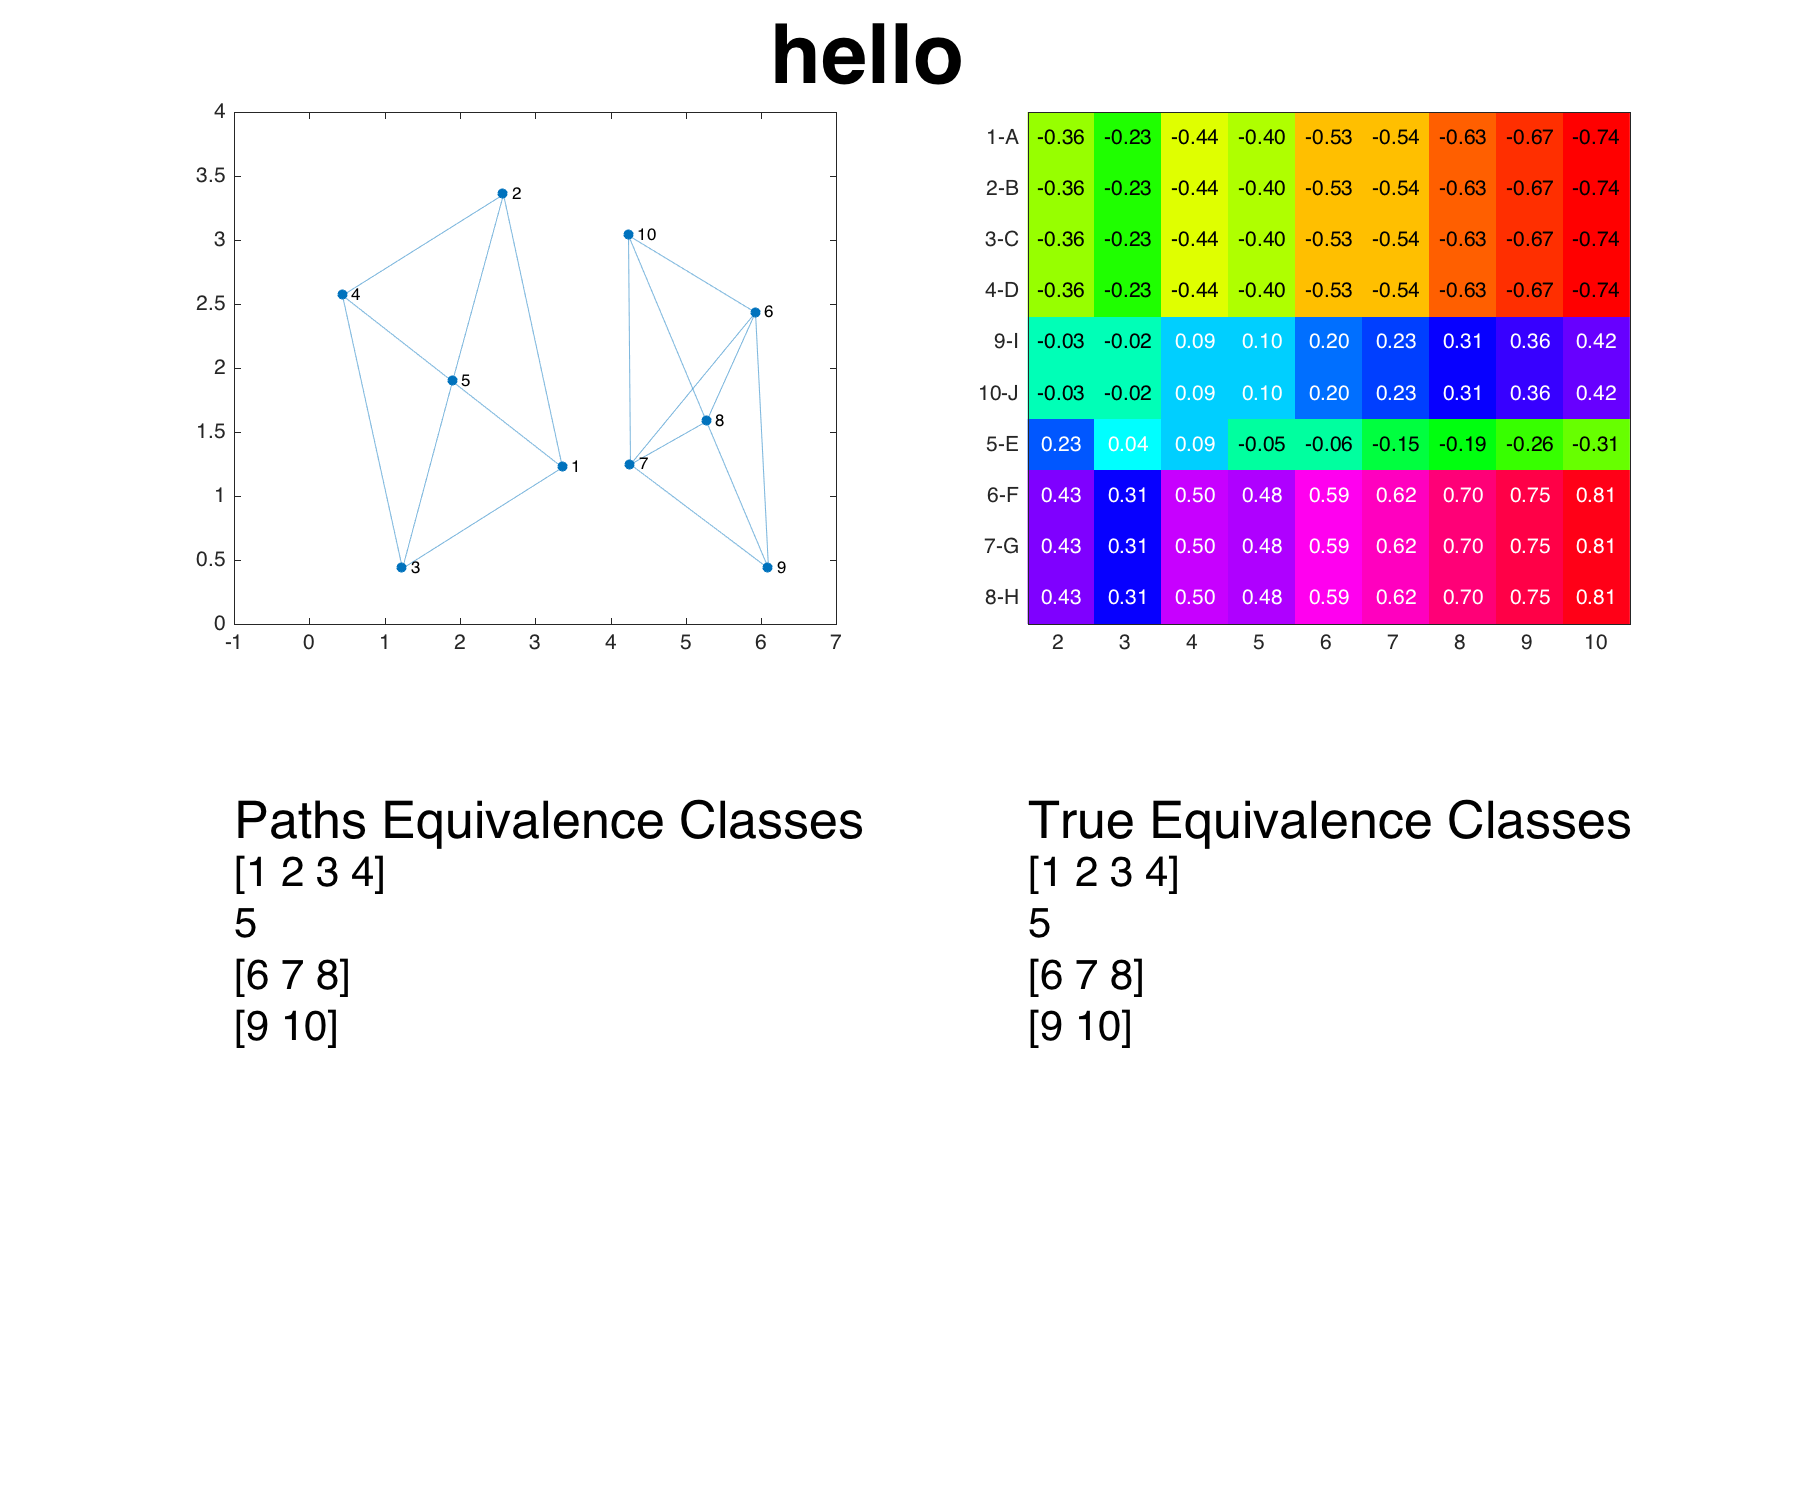 hello
4
3.5
3
2.5
2
1.5
1
0.5
0
-1 0 1 2 3 4 5 6 7
2
10
4
6
5
8
7
1
3
9
1-A -0.36 -0.23 -0.44 -0.40 -0.53 -0.54 -0.63 -0.67 -0.74
2-B -0.36 -0.23 -0.44 -0.40 -0.53 -0.54 -0.63 -0.67 -0.74
3-C -0.36 -0.23 -0.44 -0.40 -0.53 -0.54 -0.63 -0.67 -0.74
4-D -0.36 -0.23 -0.44 -0.40 -0.53 -0.54 -0.63 -0.67 -0.74
9-I -0.03 -0.02 0.09 0.10 0.20 0.23 0.31 0.36 0.42
10-J -0.03 -0.02 0.09 0.10 0.20 0.23 0.31 0.36 0.42
5-E 0.23 0.04 0.09 -0.05 -0.06 -0.15 -0.19 -0.26 -0.31
6-F 0.43 0.31 0.50 0.48 0.59 0.62 0.70 0.75 0.81
7-G 0.43 0.31 0.50 0.48 0.59 0.62 0.70 0.75 0.81
8-H 0.43 0.31 0.50 0.48 0.59 0.62 0.70 0.75 0.81
2 3 4 5 6 7 8 9 10
Paths Equivalence Classes
[1 2 3 4]
5
[6 7 8]
[9 10]
True Equivalence Classes
[1 2 3 4]
5
[6 7 8]
[9 10]